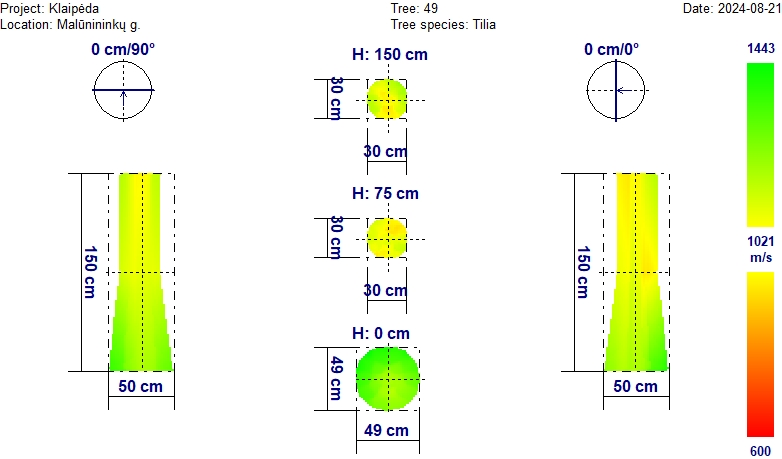 Project: Klaipėda
Tree: 49
Date: 2024-08-21
Location: Malūnininkų g.
Tree species: Tilia
0 cm/90°
H: 150 cm
0 cm/0°
1443
30 cm
30 cm
H: 75 cm
30 cm
30 cm
150 cm
150 cm
1021
m/s
H: 0 cm
49 cm
50 cm
50 cm
49 cm
600